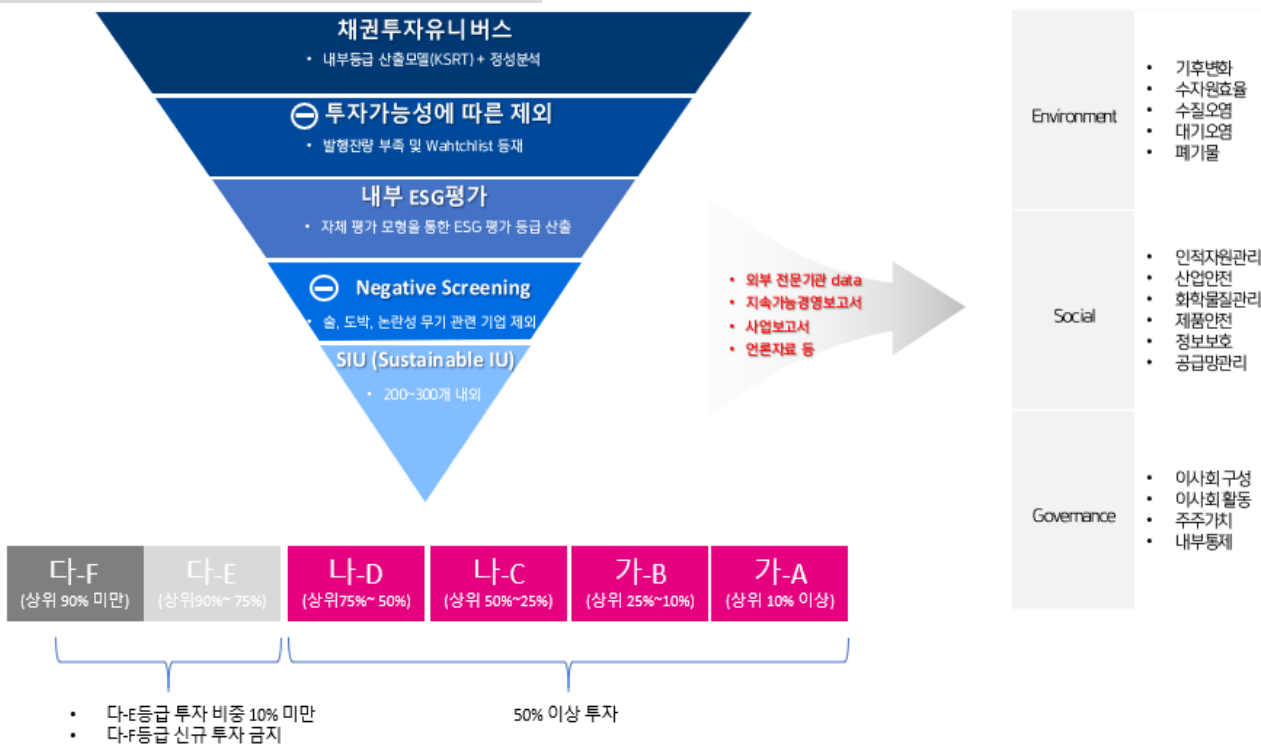 채권투자유니버스
• 내부등급 산출모델(KSRT) + 정성분석
투자가능성에 따른 제외
• 발행잔량 부족 및 Wahtchlist 등재
내부 ESG평가
• 자체 평가 모형을 통한 ESG 평가 등급 산출
Negative Screening
• 술, 도박, 논란성 무기 관련 기업 제외
SIU (Sustainable IU)
• 200~300개 내외
• 외부 전문기관 data
• 지속가능경영보고서
• 사업보고서
• 언론자료 등
Environment
• 기후변화
• 수자원효율
• 수질오염
• 대기오염
• 폐기물
Social
• 인적자원관리
• 산업안전
• 화학물질관리
• 제품안전
• 정보보호
• 공급망관리
Governance
• 이사회 구성
• 이사회 활동
• 주주가치
• 내부통제
다-F
(상위 90% 미만)
다-E
(상위90%~ 75%)
나-D
(상위75%~ 50%)
나-C
(상위 50%~25%)
가-B
(상위 25%~10%)
가-A
(상위 10% 이상)
• 다-E등급 투자 비중 10% 미만
• 다-F등급 신규 투자 금지
50% 이상 투자